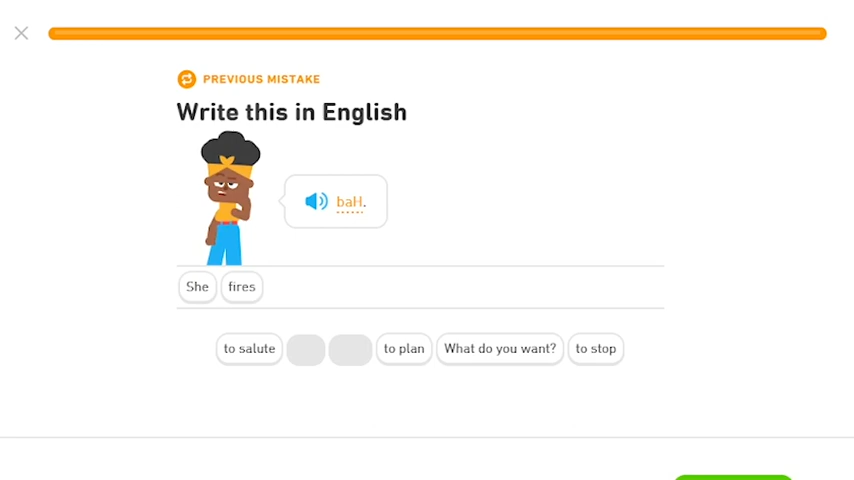 PREVIOUS MISTAKE
Write this in English
baH.
She fires
to salute to plan What do you want? to stop